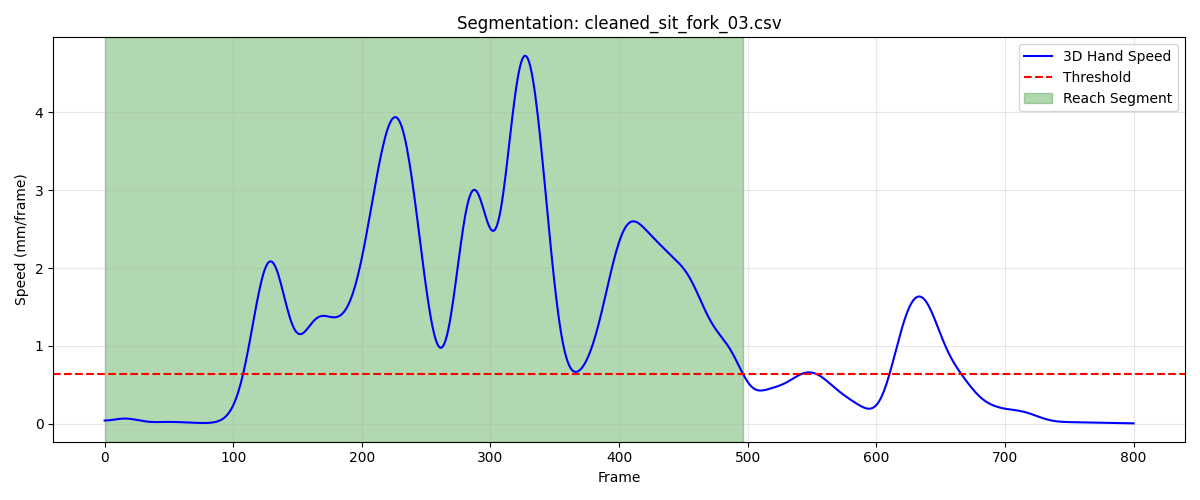 Segmentation: cleaned_sit_fork_03.csv
3D Hand Speed
Threshold
Reach Segment
Speed (mm/frame)
4
3
2
1
0
0 100 200 300 400 500 600 700 800
Frame